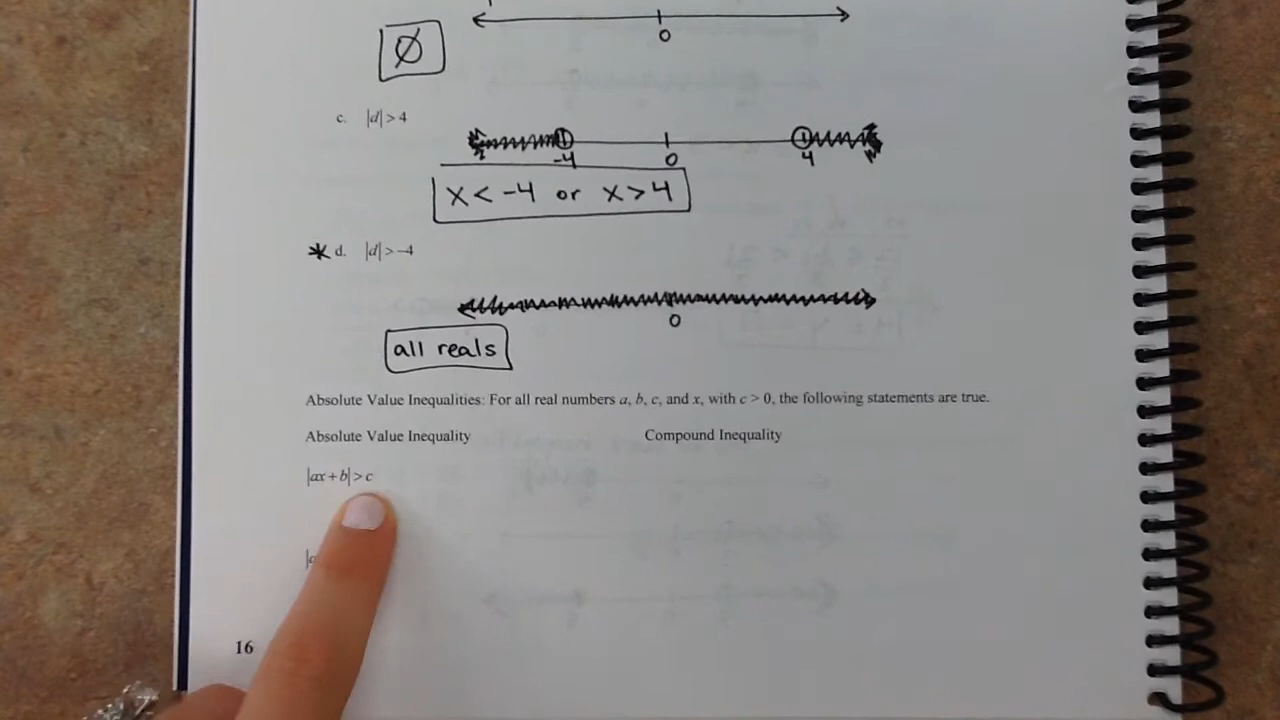 0
∅
c. |d| > 4
-4 0 4
x < -4 or x > 4
* d. |d| > -4
0
all reals
Absolute Value Inequalities: For all real numbers a, b, c, and x, with c > 0, the following statements are true.
Absolute Value Inequality Compound Inequality
|ax + b| > c
16